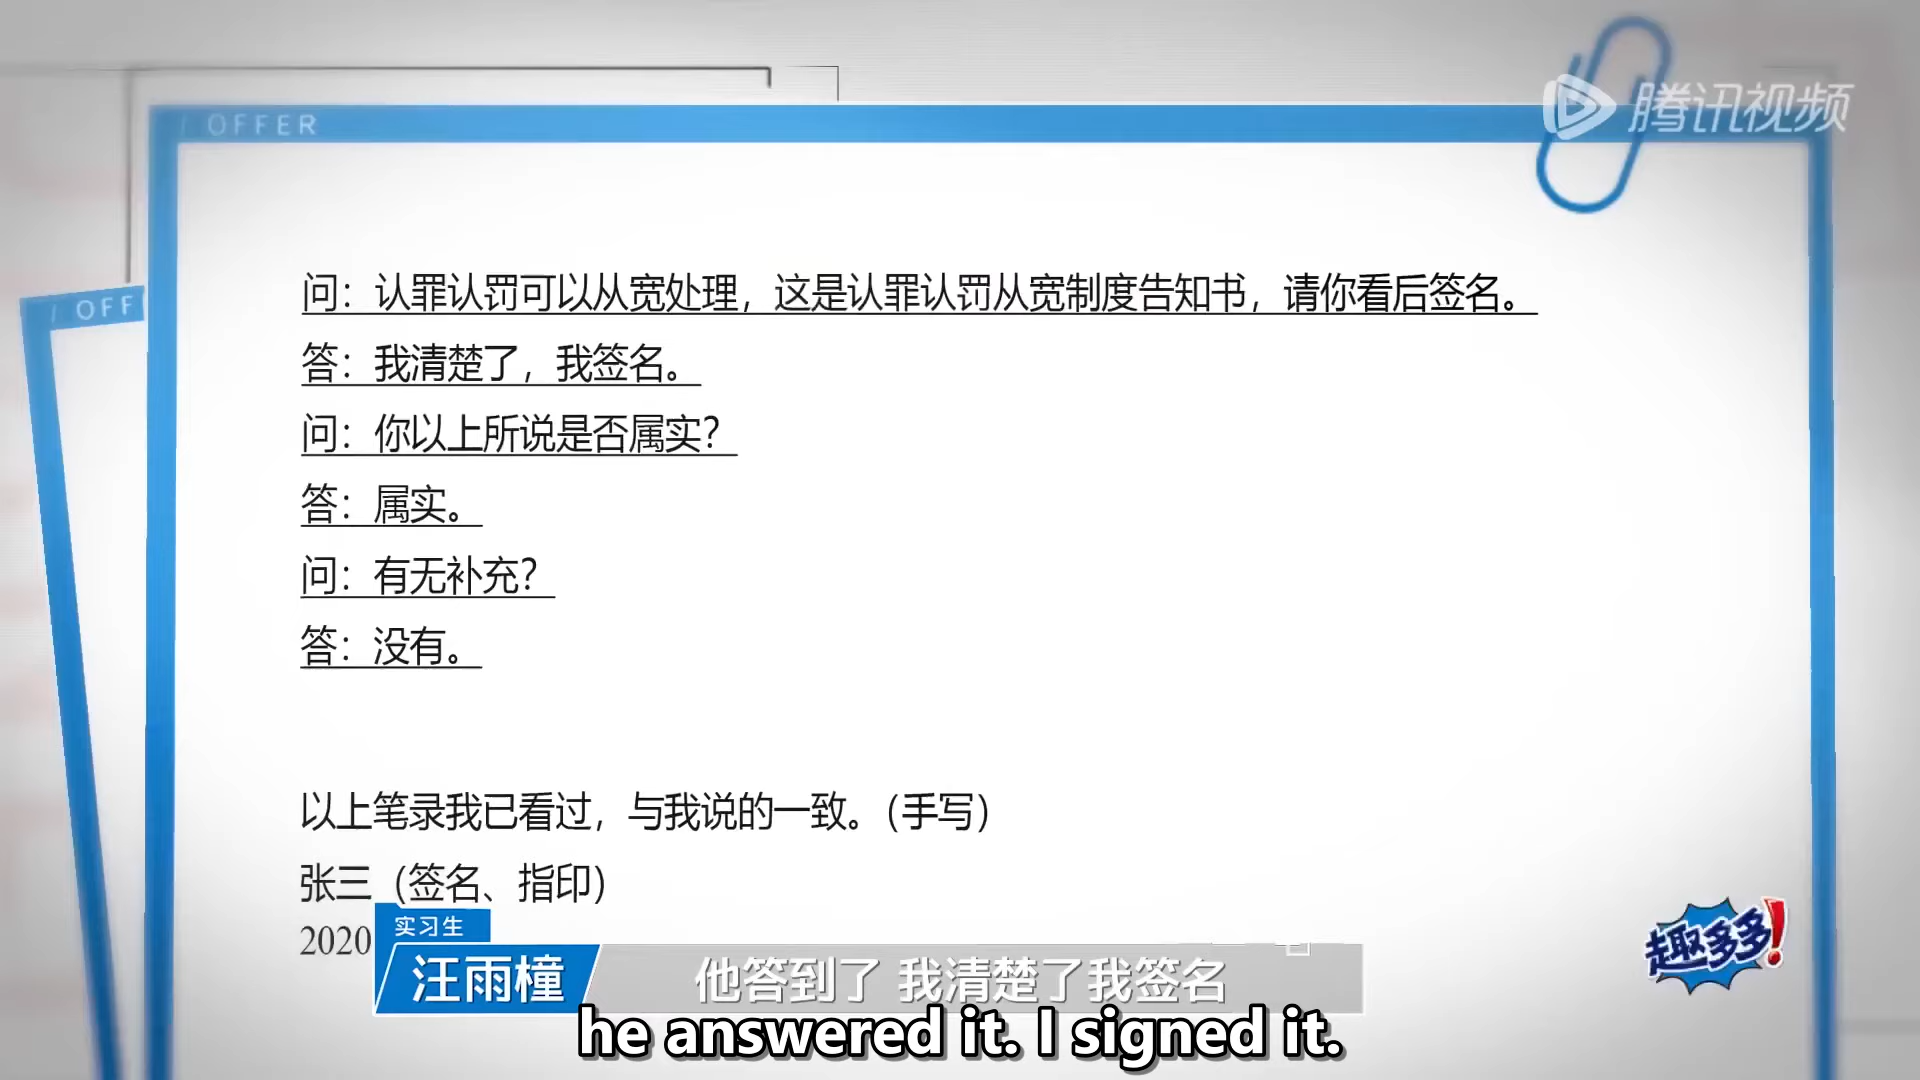 OFFER
腾讯视频
OFF
问：认罪认罚可以从宽处理，这是认罪认罚从宽制度告知书，请你看后签名。
答：我清楚了，我签名。
问：你以上所说是否属实？
答：属实。
问：有无补充？
答：没有。
以上笔录我已看过，与我说的一致。（手写）
张三（签名、指印）
2020
实习生
汪雨橦
他答到了 我清楚了我签名
he answered it. I signed it.
趣多多!